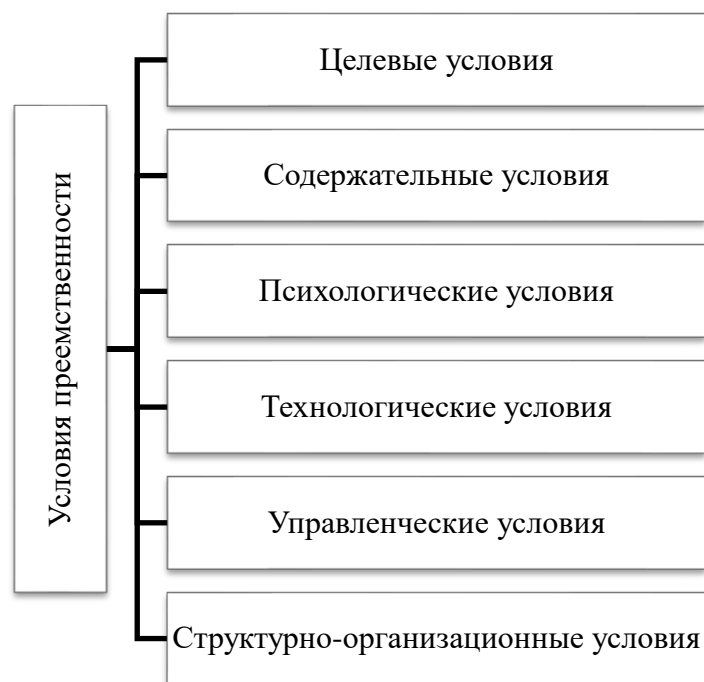 Условия преемственности
Целевые условия
Содержательные условия
Психологические условия
Технологические условия
Управленческие условия
Структурно-организационные условия